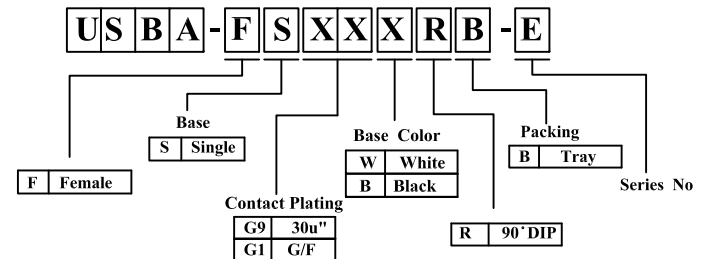 USBA-FSXXXRB-E
Base
S Single
Packing
B Tray
Base Color
W White
B Black
F Female
Series No
Contact Plating
G9 30u"
G1 G/F
R 90°DIP